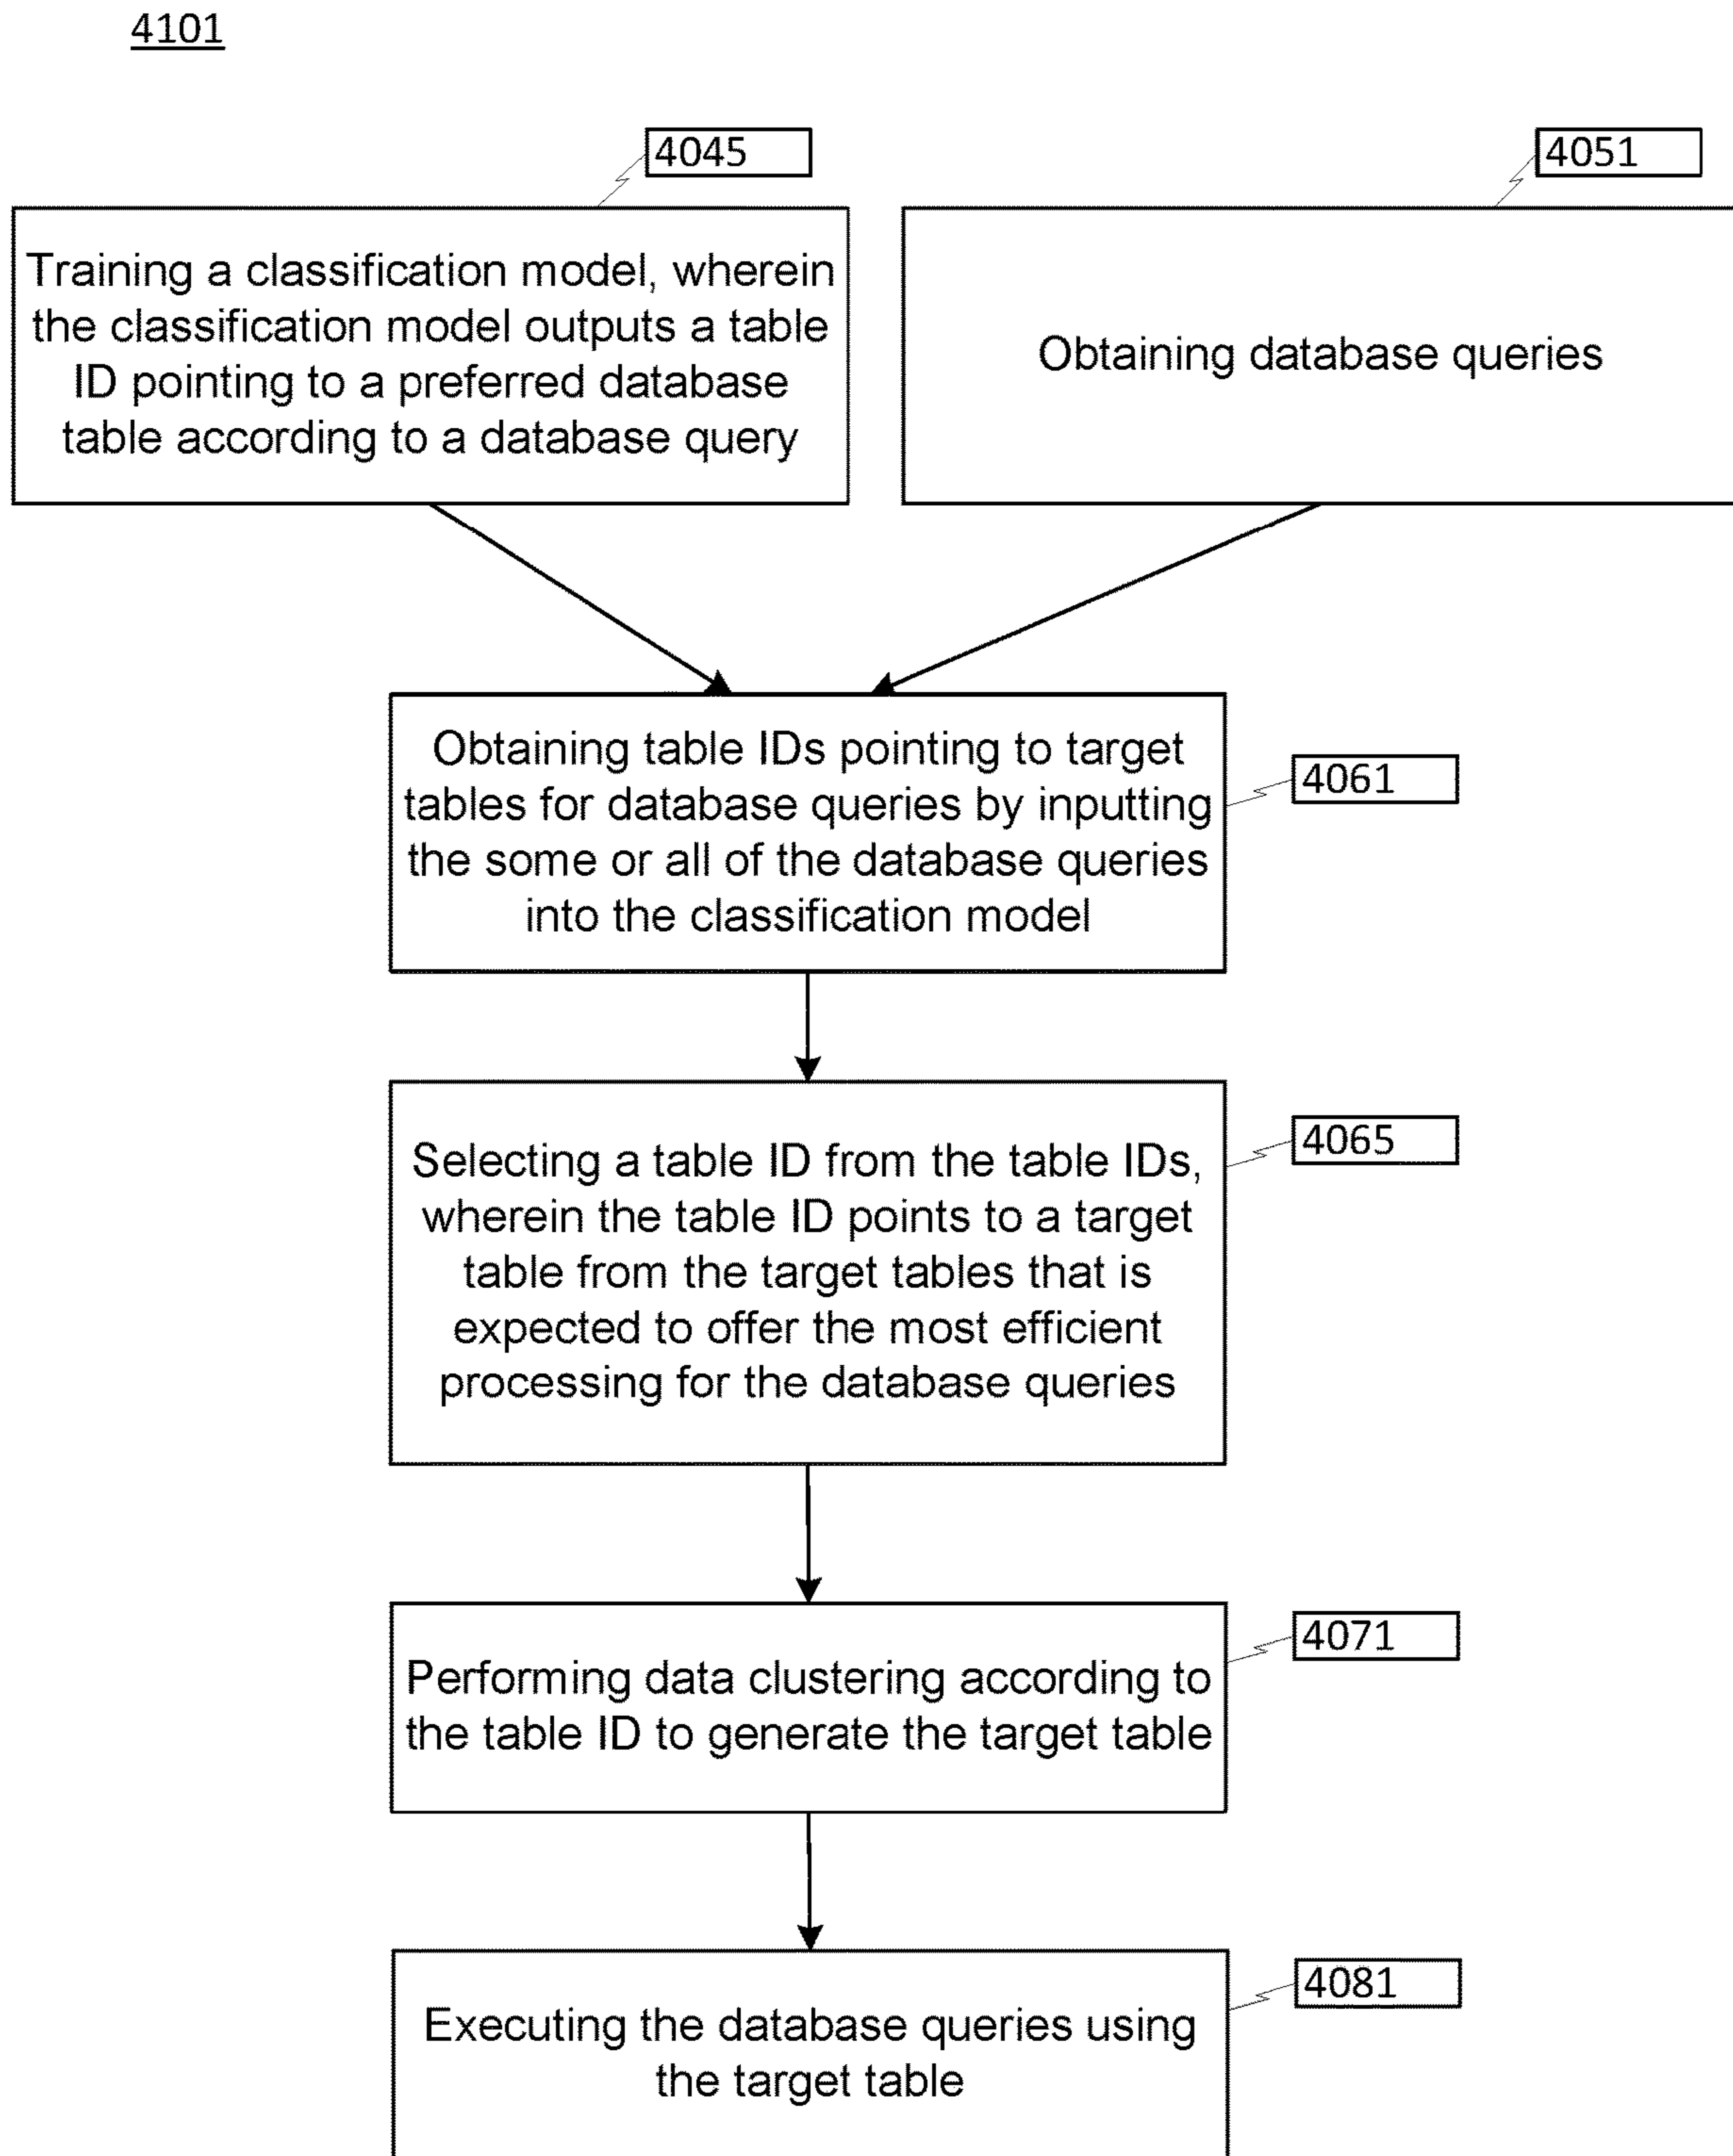 4101
4045
Training a classification model, wherein
the classification model outputs a table
ID pointing to a preferred database
table according to a database query
4051
Obtaining database queries
Obtaining table IDs pointing to target
tables for database queries by inputting
the some or all of the database queries
into the classification model
4061
Selecting a table ID from the table IDs,
wherein the table ID points to a target
table from the target tables that is
expected to offer the most efficient
processing for the database queries
4065
Performing data clustering according to
the table ID to generate the target table
4071
Executing the database queries using
the target table
4081